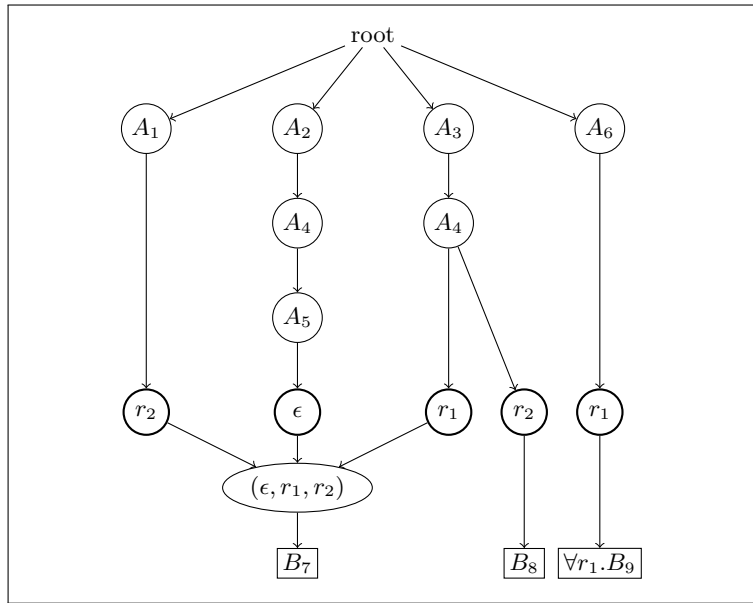 root
A₁ A₂ A₃ A₆
A₄ A₄
A₅
r₂ ϵ r₁ r₂ r₁
(ϵ, r₁, r₂)
B₇ B₈ ∀r₁.B₉